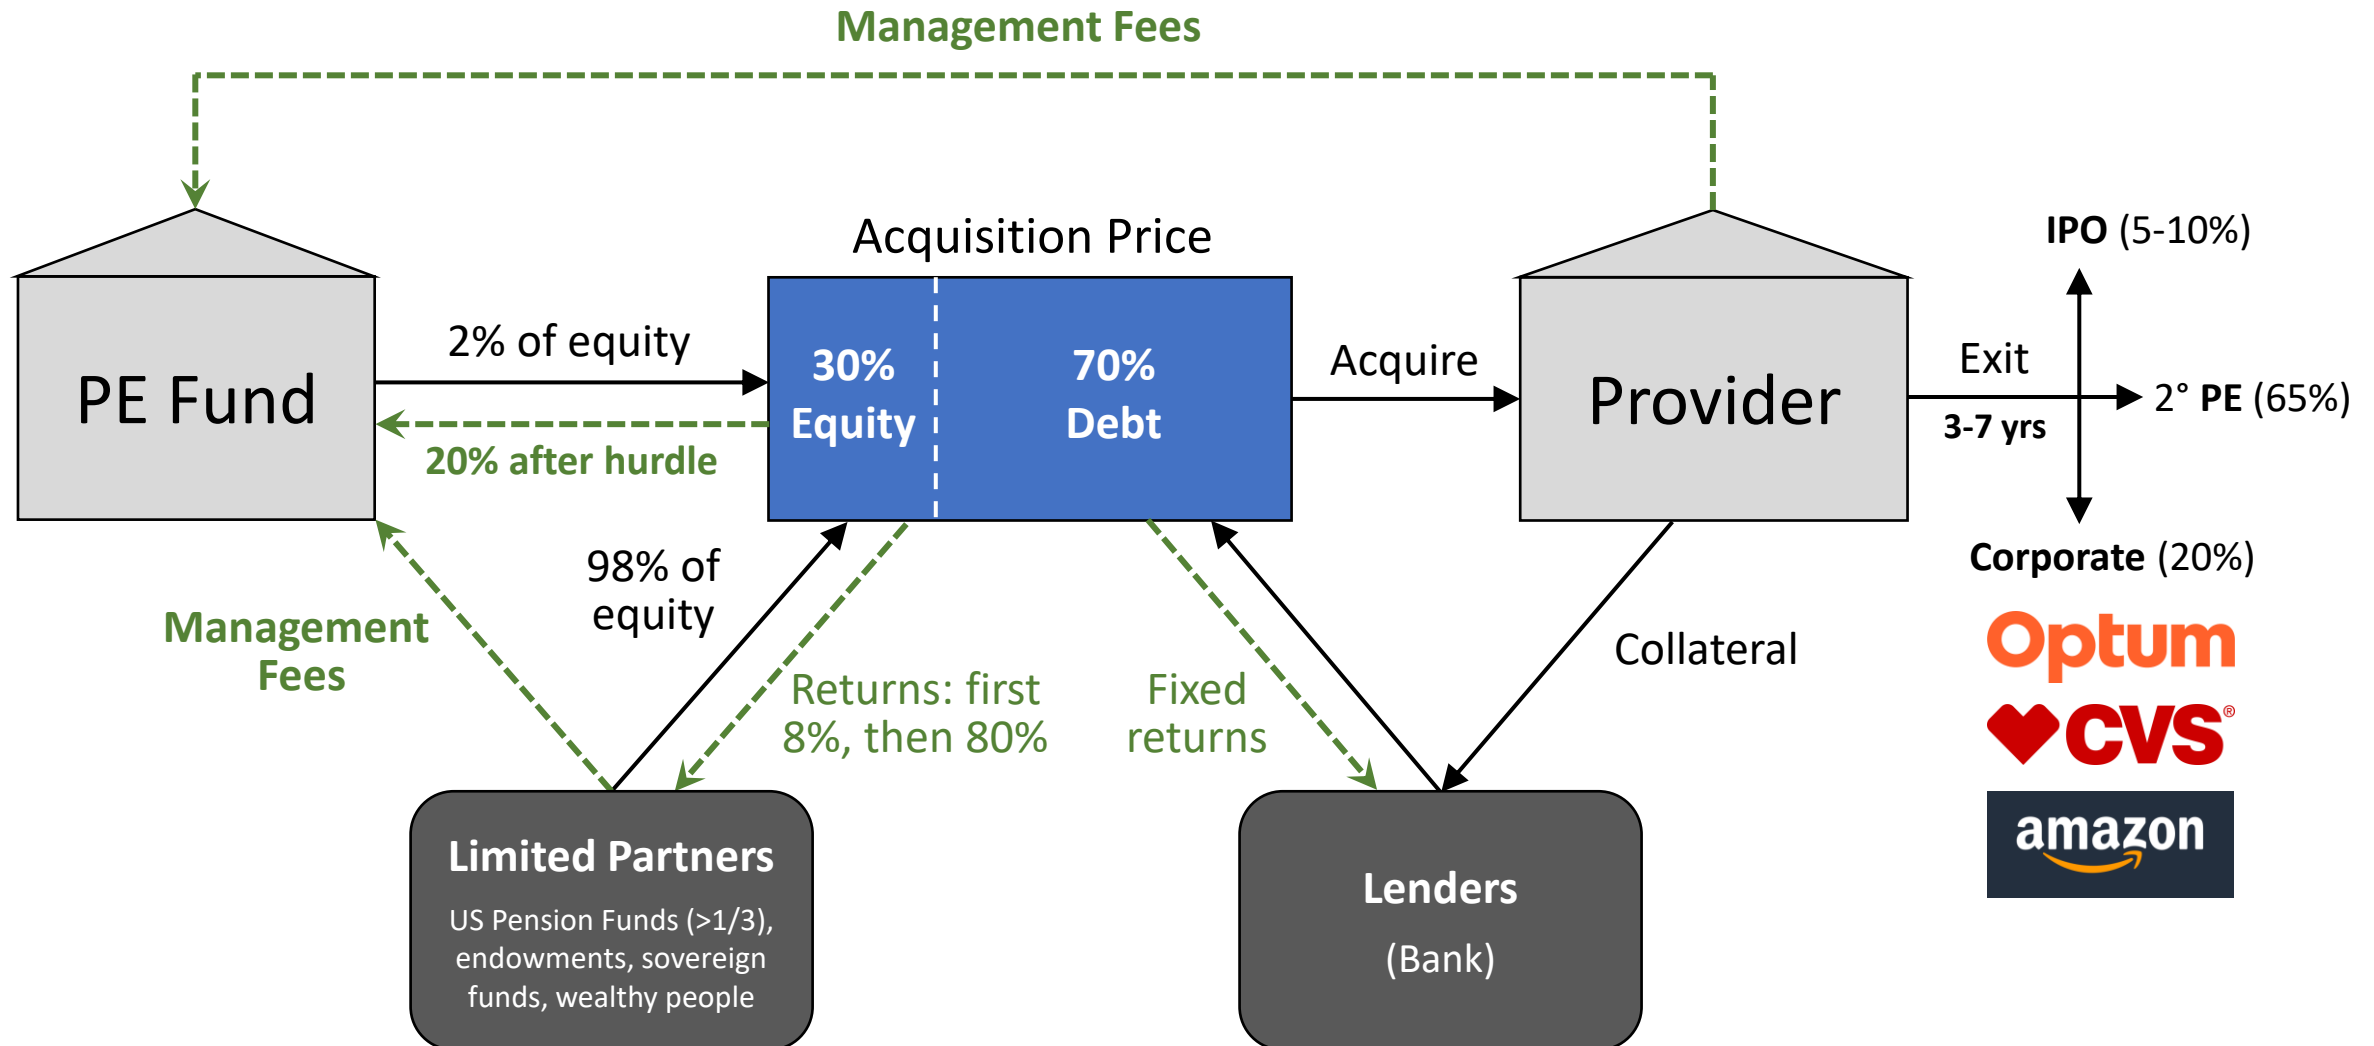 Management Fees
PE Fund
2% of equity
20% after hurdle
Acquisition Price
30%
Equity
70%
Debt
Acquire
Provider
Exit
3-7 yrs
IPO (5-10%)
2° PE (65%)
Corporate (20%)
Optum
CVS®
amazon
Management
Fees
98% of
equity
Returns: first
8%, then 80%
Fixed
returns
Collateral
Limited Partners
US Pension Funds (>1/3),
endowments, sovereign
funds, wealthy people
Lenders
(Bank)